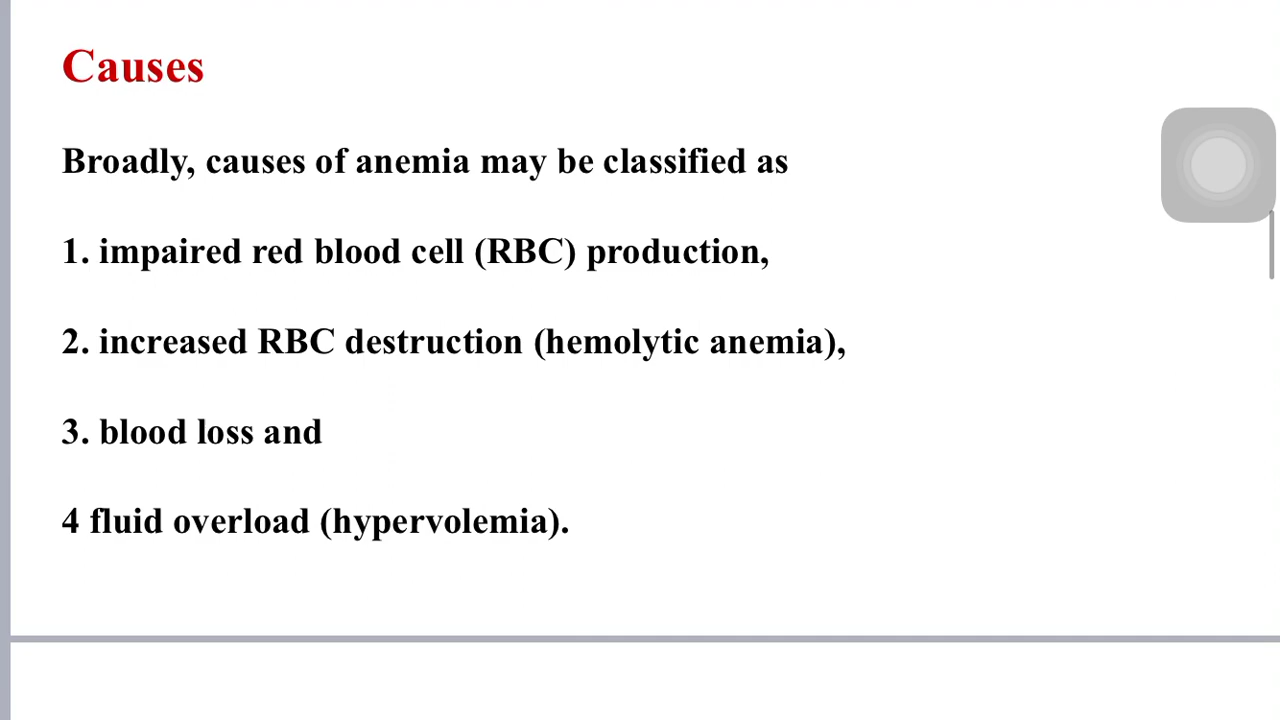 Causes
Broadly, causes of anemia may be classified as
1. impaired red blood cell (RBC) production,
2. increased RBC destruction (hemolytic anemia),
3. blood loss and
4 fluid overload (hypervolemia).